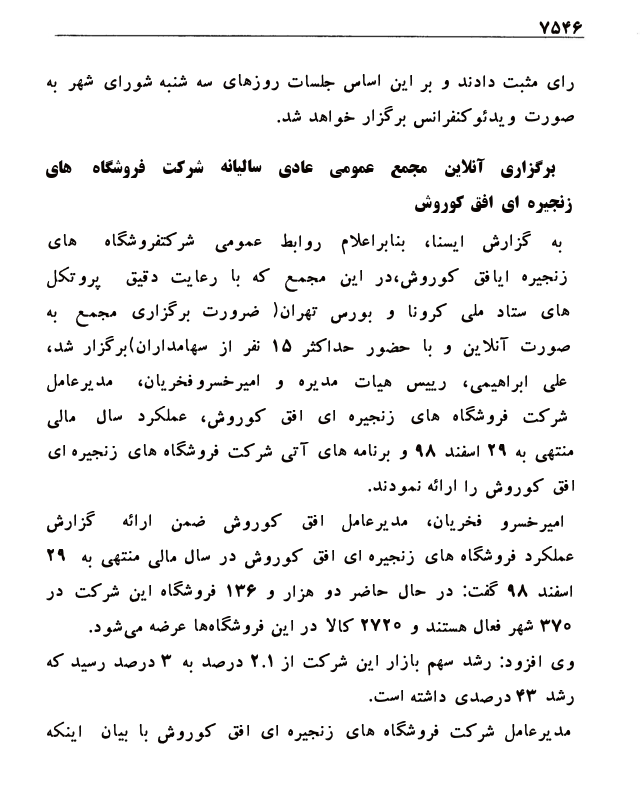 ۷۵۴۶
رای مثبت دادند و بر این اساس جلسات روزهای سه شنبه شورای شهر به
صورت ویدئوکنفرانس برگزار خواهد شد.
برگزاری آنلاین مجمع عمومی عادی سالیانه شرکت فروشگاه های
زنجیره ای افق کوروش
به گزارش ایسنا، بنابراعلام روابط عمومی شرکتفروشگاه های
زنجیره ایافق کوروش،در این مجمع که با رعایت دقیق پروتکل
های ستاد ملی کرونا و بورس تهران( ضرورت برگزاری مجمع به
صورت آنلاین و با حضور حداکثر ۱۵ نفر از سهامداران)برگزار شد،
علی ابراهیمی، رییس هیات مدیره و امیرخسروفخریان، مدیرعامل
شرکت فروشگاه های زنجیره ای افق کوروش، عملکرد سال مالی
منتهی به ۲۹ اسفند ۹۸ و برنامه های آتی شرکت فروشگاه های زنجیره ای
افق کوروش را ارائه نمودند.
امیرخسرو فخریان، مدیرعامل افق کوروش ضمن ارائه گزارش
عملکرد فروشگاه های زنجیره ای افق کوروش در سال مالی منتهی به ۲۹
اسفند ۹۸ گفت: در حال حاضر دو هزار و ۱۳۶ فروشگاه این شرکت در
۳۷۰ شهر فعال هستند و ۲۷۲۰ کالا در این فروشگاه‌ها عرضه می‌شود.
وی افزود: رشد سهم بازار این شرکت از ۲.۱ درصد به ۳ درصد رسید که
رشد ۴۳ درصدی داشته است.
مدیرعامل شرکت فروشگاه های زنجیره ای افق کوروش با بیان اینکه